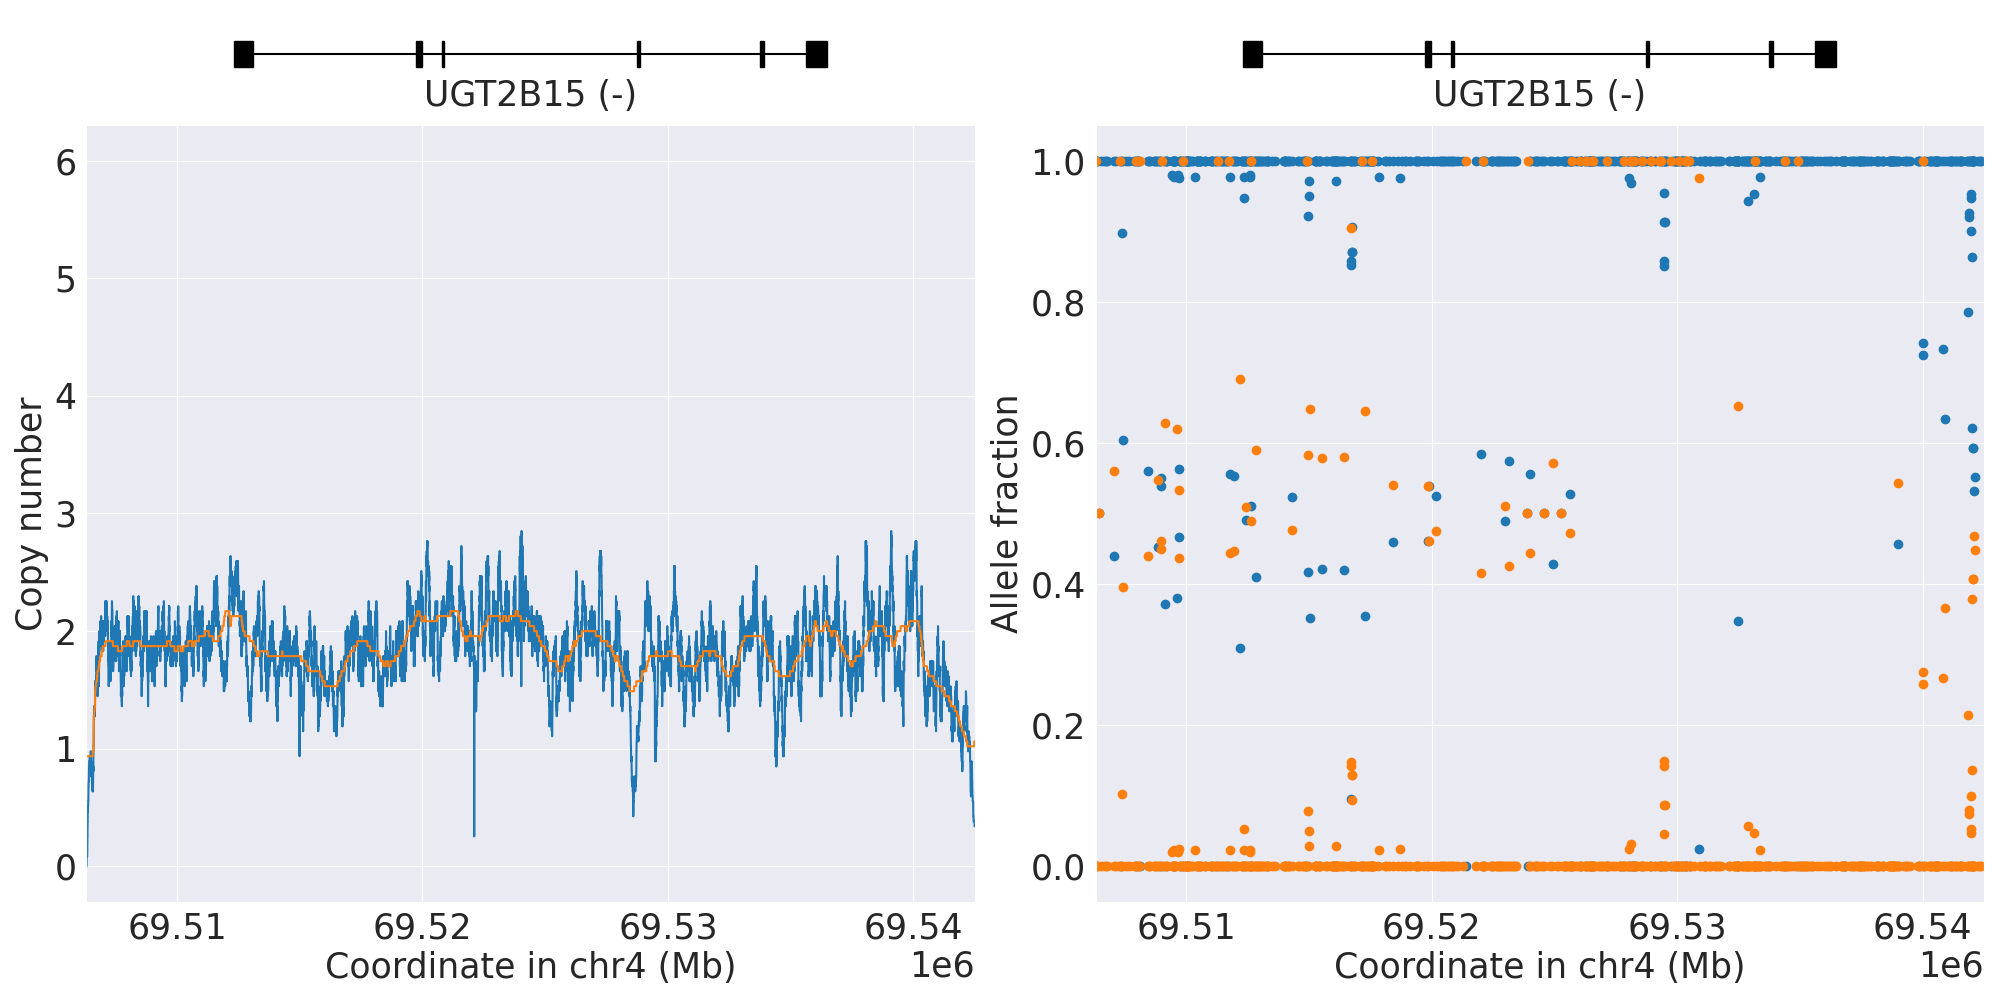 UGT2B15 (-)
6
5
4
3
2
1
0
Copy number
69.51 69.52 69.53 69.54
Coordinate in chr4 (Mb)
1e6
UGT2B15 (-)
1.0
0.8
0.6
0.4
0.2
0.0
Allele fraction
69.51 69.52 69.53 69.54
Coordinate in chr4 (Mb)
1e6